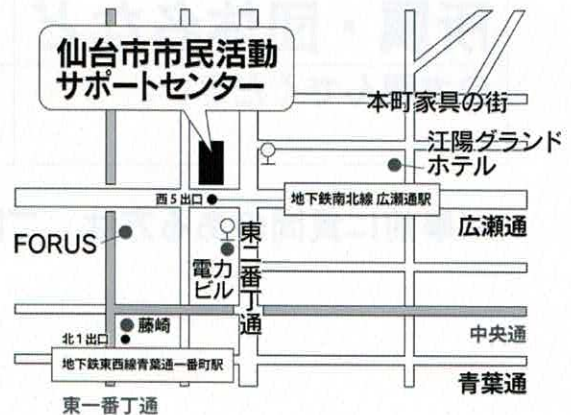 仙台市市民活動
サポートセンター
本町家具の街
江陽グランド
ホテル
西5出口
地下鉄南北線 広瀬通駅
広瀬通
FORUS
東二番丁通
電力
ビル
藤崎
北1出口
中央通
地下鉄東西線青葉通一番町駅
青葉通
東一番丁通